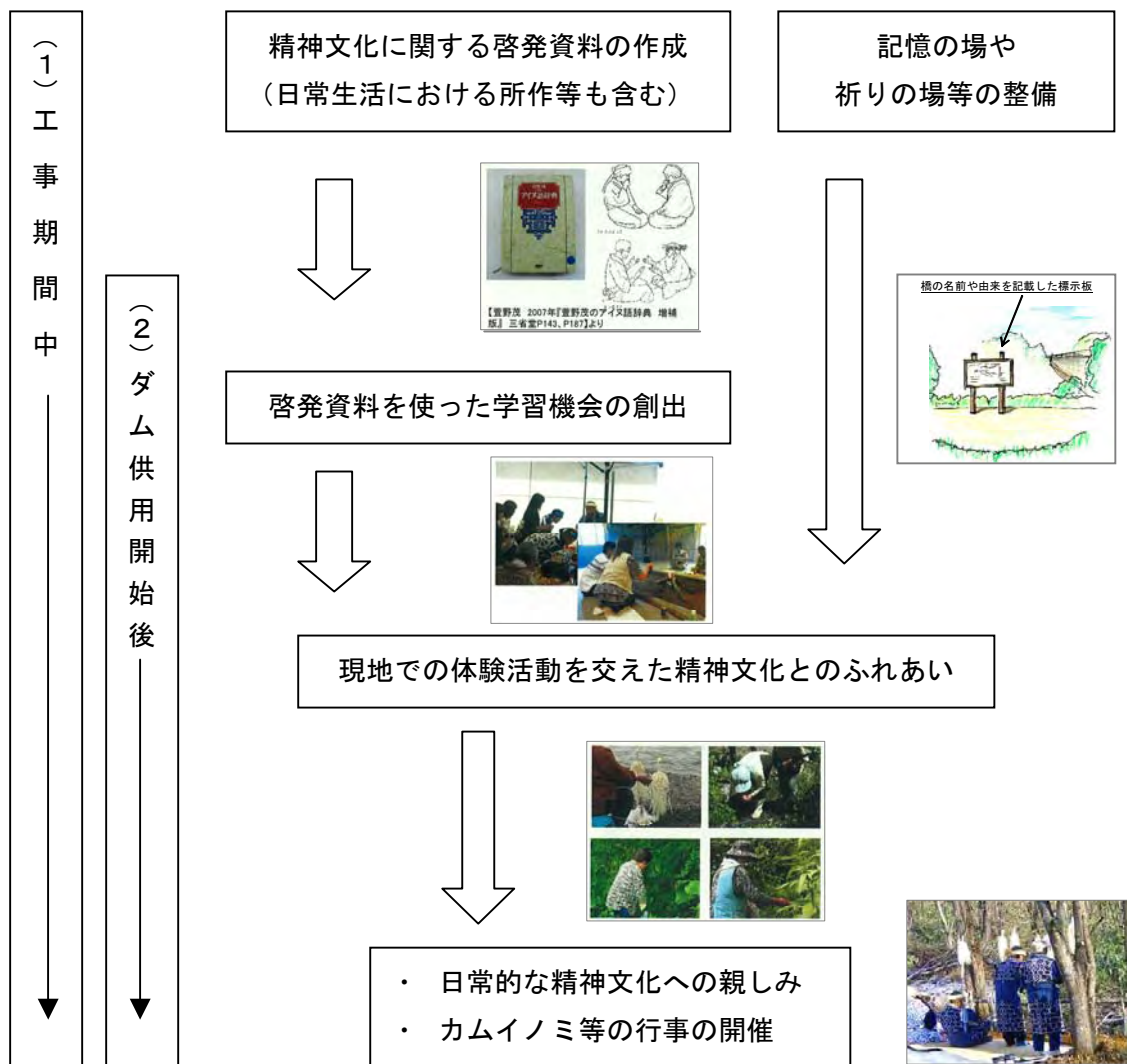 （１）工事期間中
（２）ダム供用開始後
精神文化に関する啓発資料の作成
（日常生活における所作等も含む）
記憶の場や
祈りの場等の整備
アイヌ語辞典
【萱野茂　2007年『萱野茂のアイヌ語辞典　増補
版』　三省堂P143、P187】より
橋の名前や由来を記載した標示板
啓発資料を使った学習機会の創出
現地での体験活動を交えた精神文化とのふれあい
・　日常的な精神文化への親しみ
・　カムイノミ等の行事の開催